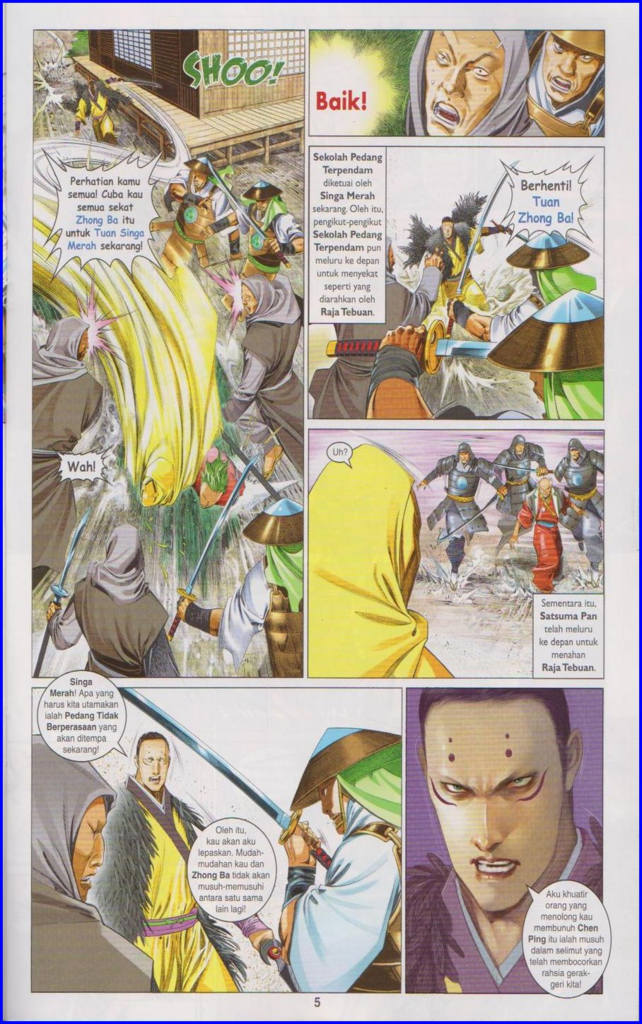 SHOO!
Perhatian kamu
semua! Cuba kau
semua sekat
Zhong Ba itu
untuk Tuan Singa
Merah sekarang!
Wah!
Baik!
Sekolah Pedang
Terpendam
diketuai oleh
Singa Merah
sekarang. Oleh itu,
pengikut-pengikut
Sekolah Pedang
Terpendam pun
meluru ke depan
untuk menyekat
seperti yang
diarahkan oleh
Raja Tebuan.
Berhenti!
Tuan
Zhong Ba!
Uh?
Sementara itu,
Satsuma Pan
telah meluru
ke depan untuk
menahan
Raja Tebuan.
Singa
Merah! Apa yang
harus kita utamakan
ialah Pedang Tidak
Berperasaan yang
akan ditempa
sekarang!
Oleh itu,
kau akan aku
lepaskan. Mudah-
mudahan kau dan
Zhong Ba tidak akan
musuh-memusuhi
antara satu sama
lain lagi!
Aku khuatir
orang yang
menolong kau
membunuh Chen
Ping itu ialah musuh
dalam selimut yang
telah membocorkan
rahsia gerak-
geri kita!
5